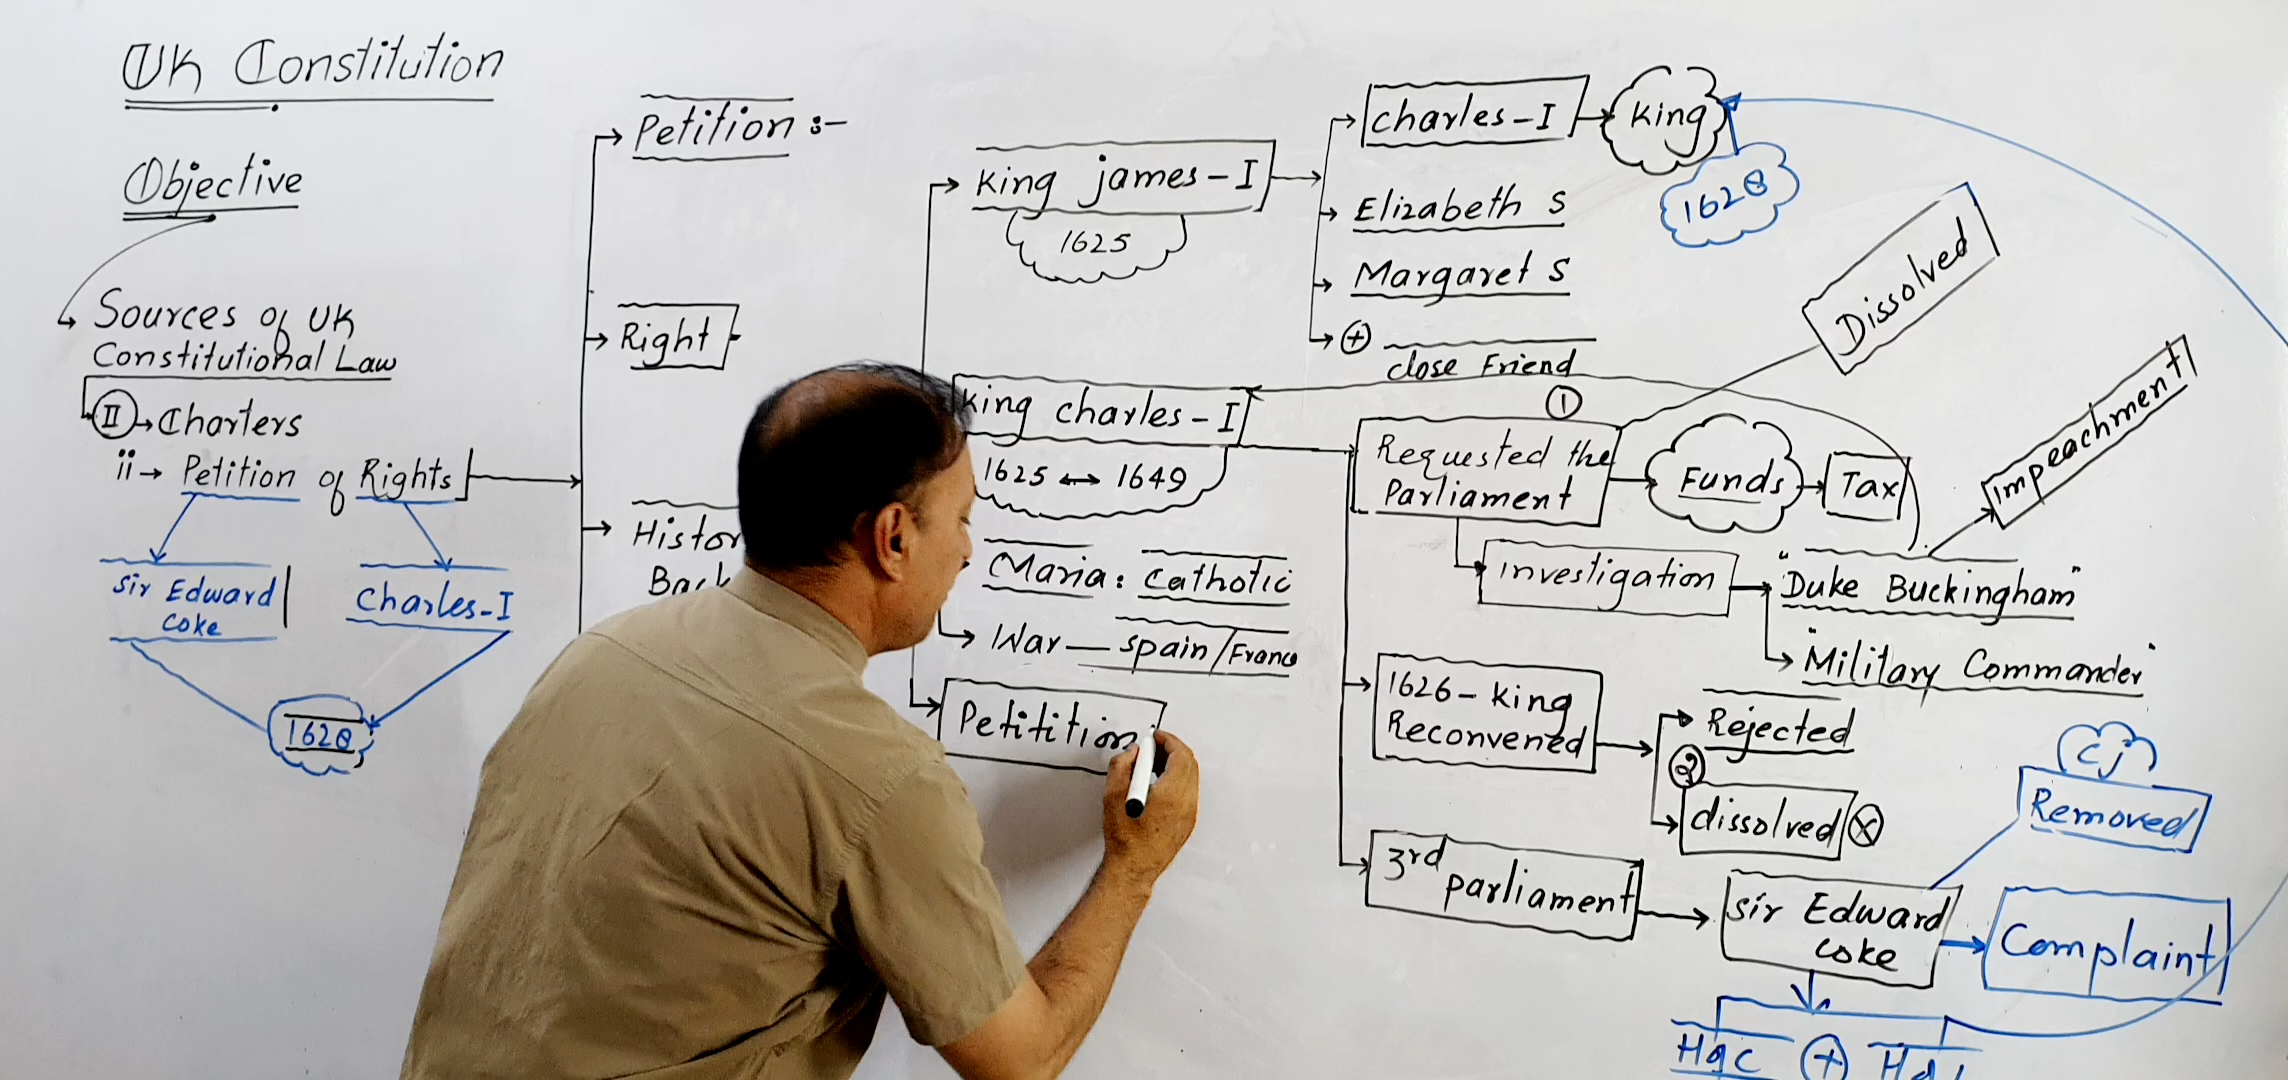 UK Constitution
Objective
Sources of UK
Constitutional Law
II → Charters
ii → Petition of Rights
Sir Edward
Coke
Charles-I
1628
Petition :-
Right
Histor
Back
King james-I
1625
Charles-I
King
1628
Elizabeth S
Margaret S
+
close Friend
King charles-I
1625 ↔ 1649
Maria: Catholic
War — Spain/France
Petitition
1
Requested the
Parliament
Funds
Tax
Dissolved
Impeachment
investigation
"Duke Buckingham"
"Military Commander"
1626 - King
Reconvened
Rejected
2
dissolved x
3rd parliament
Sir Edward
Coke
Cj
Removed
Complaint
HQC +